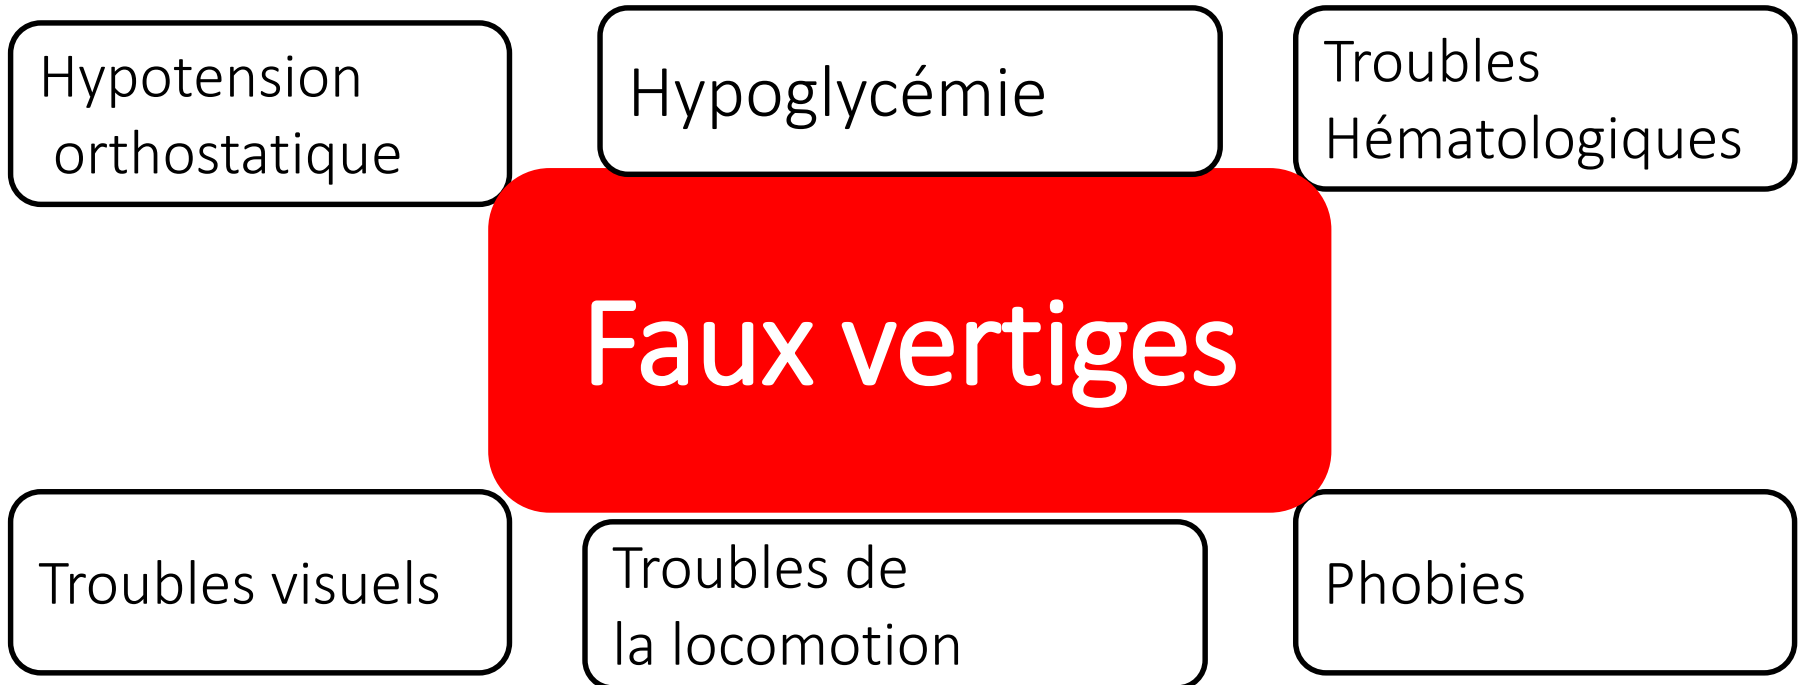 Hypotension
orthostatique
Hypoglycémie
Troubles
Hématologiques
Faux vertiges
Troubles visuels
Troubles de
la locomotion
Phobies